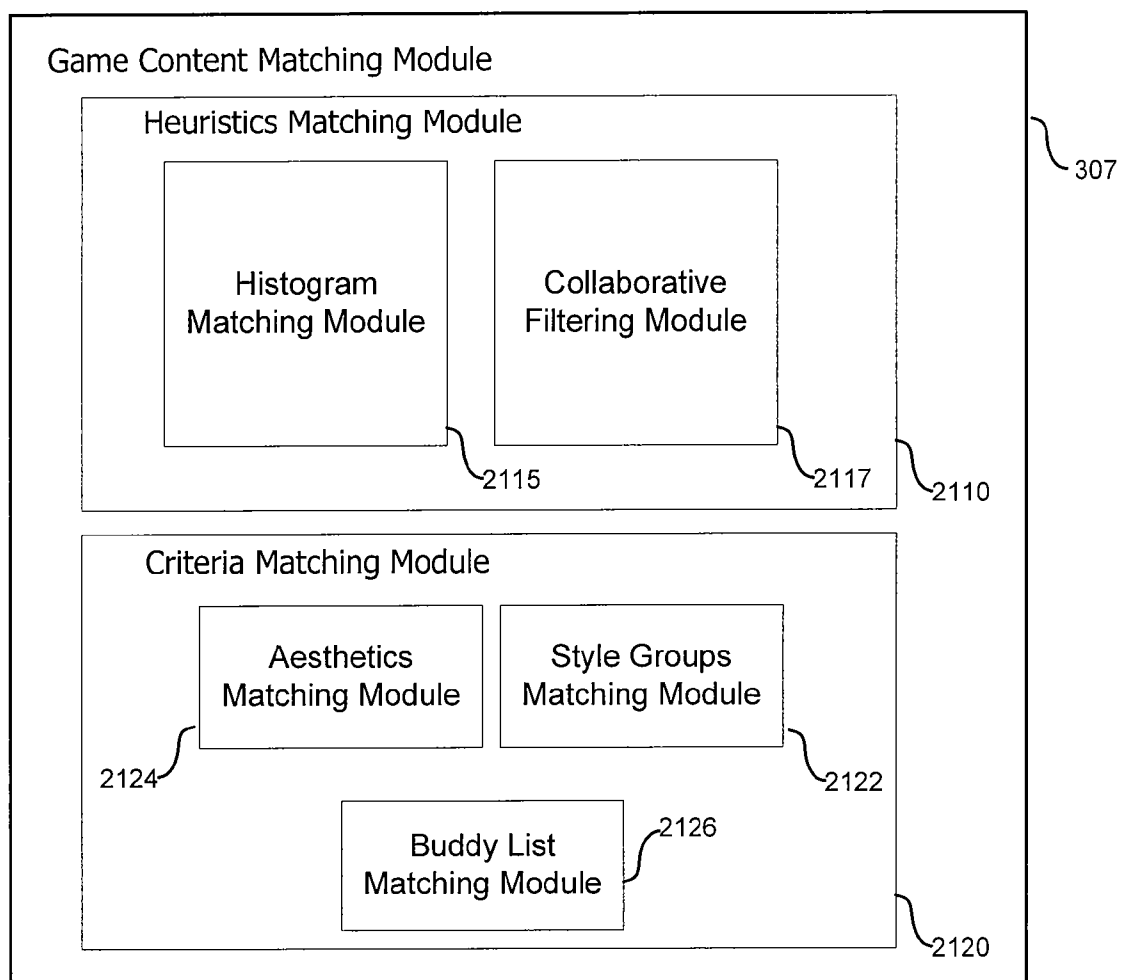 Game Content Matching Module
Heuristics Matching Module
307
Histogram
Matching Module
Collaborative
Filtering Module
2115
2117
2110
Criteria Matching Module
Aesthetics
Matching Module
Style Groups
Matching Module
2124
2122
Buddy List
Matching Module
2126
2120